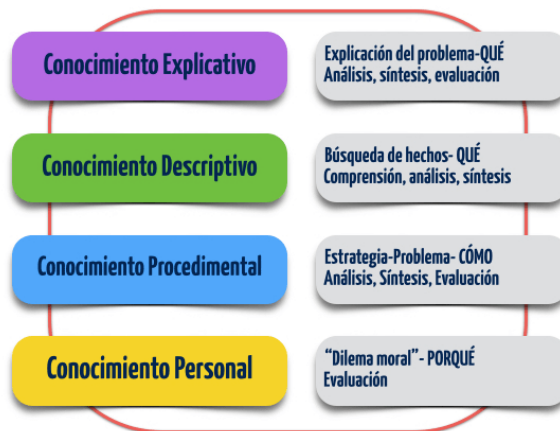 Conocimiento Explicativo
Explicación del problema-QUÉ
Análisis, síntesis, evaluación
Conocimiento Descriptivo
Búsqueda de hechos- QUÉ
Comprensión, análisis, síntesis
Conocimiento Procedimental
Estrategia-Problema- CÓMO
Análisis, Síntesis, Evaluación
Conocimiento Personal
“Dilema moral”- PORQUÉ
Evaluación